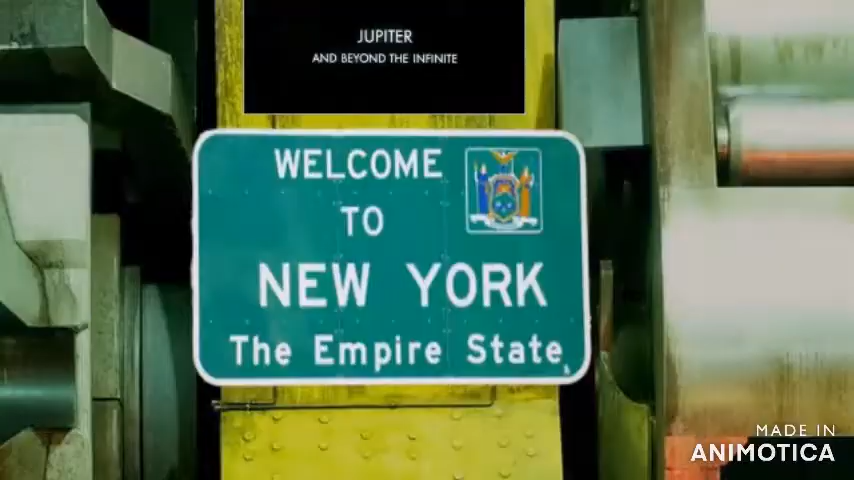 JUPITER
AND BEYOND THE INFINITE
WELCOME
TO
NEW YORK
The Empire State
MADE IN
ANIMOTICA